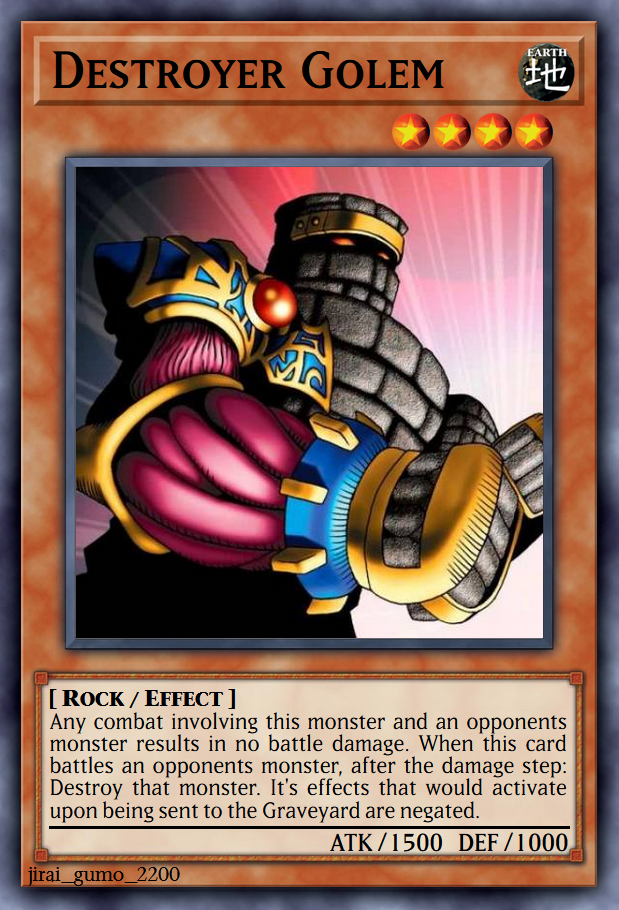 Destroyer Golem
EARTH
地
[ Rock / Effect ]
Any combat involving this monster and an opponents
monster results in no battle damage. When this card
battles an opponents monster, after the damage step:
Destroy that monster. It's effects that would activate
upon being sent to the Graveyard are negated.
ATK/1500 DEF/1000
jirai_gumo_2200